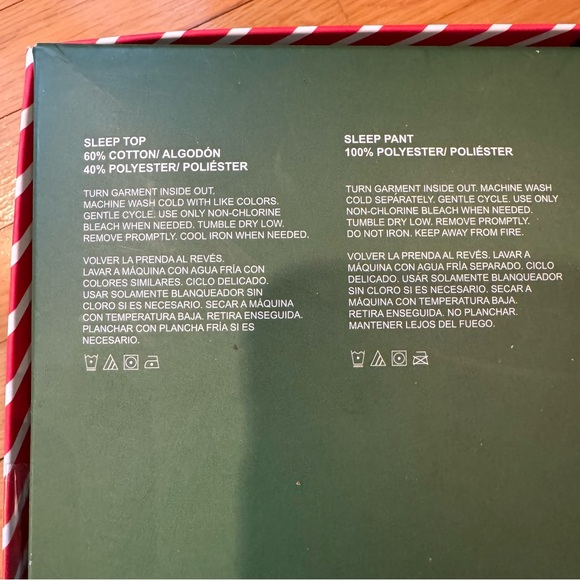 SLEEP TOP
60% COTTON/ ALGODÓN
40% POLYESTER/ POLIÉSTER
TURN GARMENT INSIDE OUT.
MACHINE WASH COLD WITH LIKE COLORS.
GENTLE CYCLE. USE ONLY NON-CHLORINE
BLEACH WHEN NEEDED. TUMBLE DRY LOW.
REMOVE PROMPTLY. COOL IRON WHEN NEEDED.
VOLVER LA PRENDA AL REVÉS.
LAVAR A MÁQUINA CON AGUA FRÍA CON
COLORES SIMILARES. CICLO DELICADO.
USAR SOLAMENTE BLANQUEADOR SIN
CLORO SI ES NECESARIO. SECAR A MÁQUINA
CON TEMPERATURA BAJA. RETIRA ENSEGUIDA.
PLANCHAR CON PLANCHA FRÍA SI ES
NECESARIO.
SLEEP PANT
100% POLYESTER/ POLIÉSTER
TURN GARMENT INSIDE OUT. MACHINE WASH
COLD SEPARATELY. GENTLE CYCLE. USE ONLY
NON-CHLORINE BLEACH WHEN NEEDED.
TUMBLE DRY LOW. REMOVE PROMPTLY.
DO NOT IRON. KEEP AWAY FROM FIRE.
VOLVER LA PRENDA AL REVÉS. LAVAR A
MÁQUINA CON AGUA FRÍA SEPARADO. CICLO
DELICADO. USAR SOLAMENTE BLANQUEADOR
SIN CLORO SI ES NECESARIO. SECAR A
MÁQUINA CON TEMPERATURA BAJA.
RETIRA ENSEGUIDA. NO PLANCHAR.
MANTENER LEJOS DEL FUEGO.